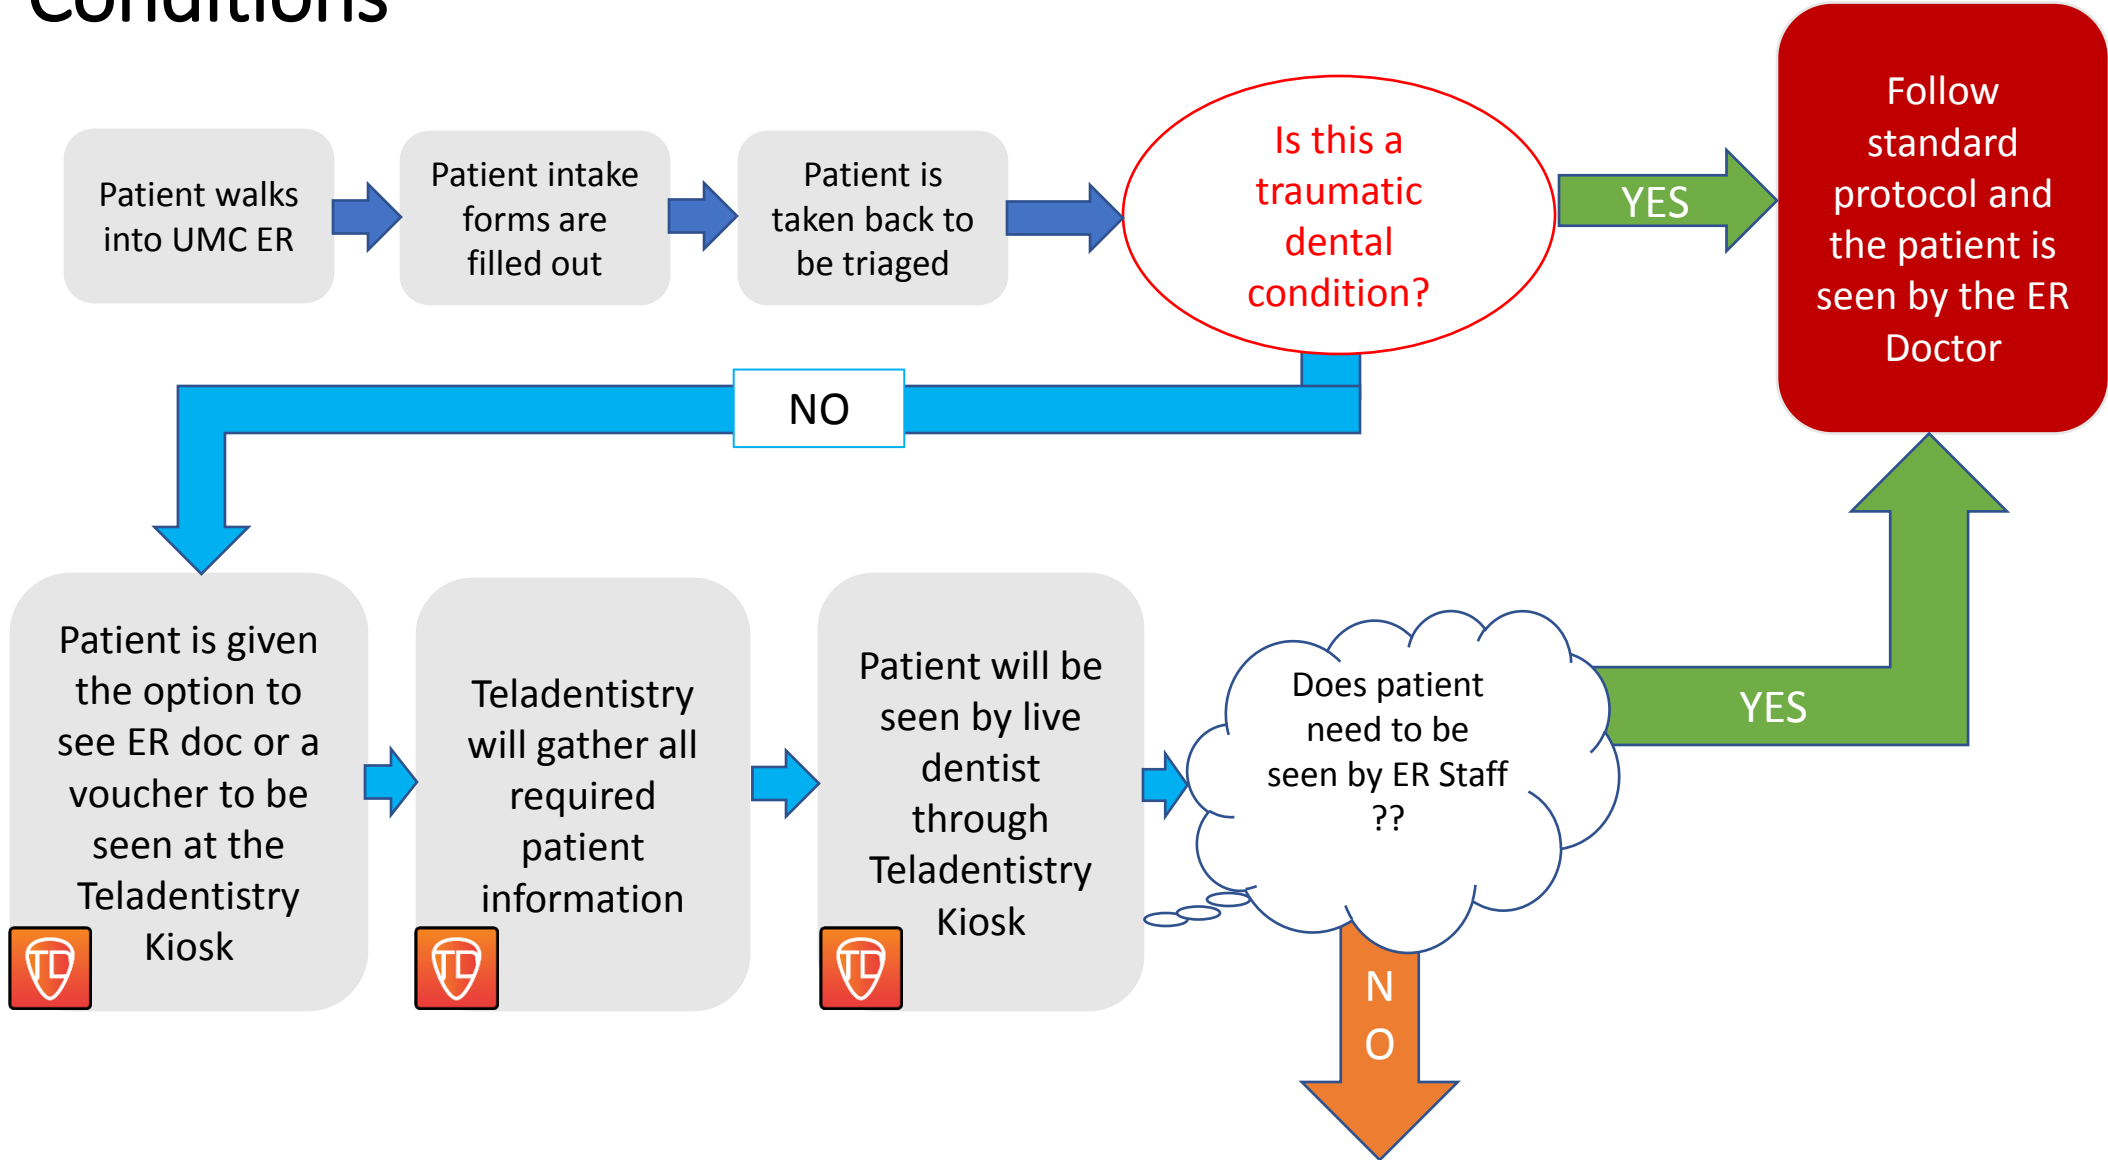 Conditions
Patient walks
into UMC ER
Patient intake
forms are
filled out
Patient is
taken back to
be triaged
Is this a
traumatic
dental
condition?
YES
Follow
standard
protocol and
the patient is
seen by the ER
Doctor
NO
Patient is given
the option to
see ER doc or a
voucher to be
seen at the
Teladentistry
Kiosk
TD
Teladentistry
will gather all
required
patient
information
TD
Patient will be
seen by live
dentist
through
Teladentistry
Kiosk
TD
Does patient
need to be
seen by ER Staff
??
YES
N
O